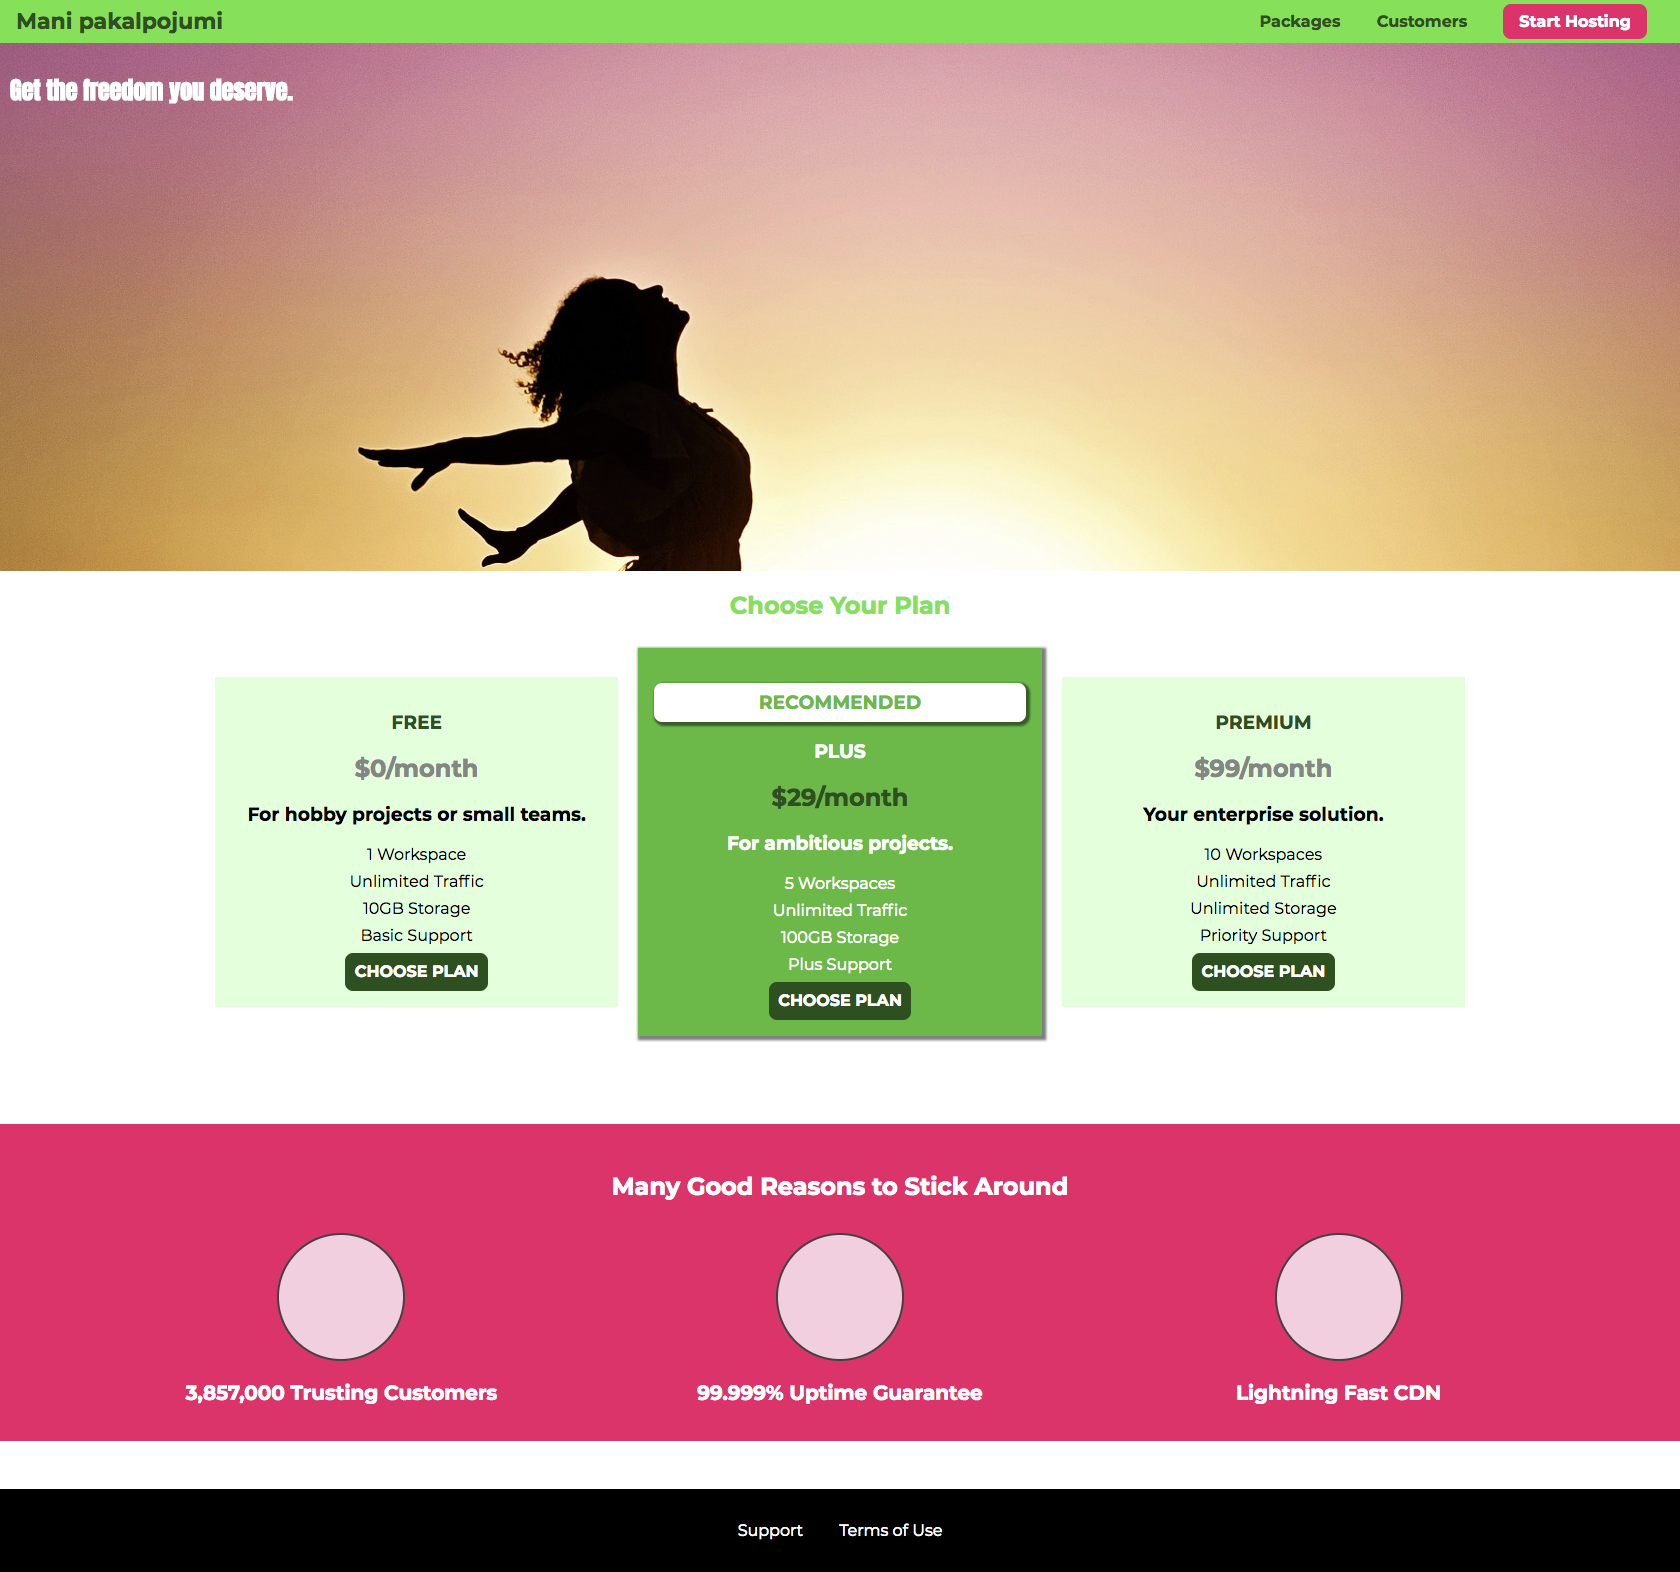 Mani pakalpojumi
Packages
Customers
Start Hosting
Get the freedom you deserve.
Choose Your Plan
FREE
$0/month
For hobby projects or small teams.
1 Workspace
Unlimited Traffic
10GB Storage
Basic Support
CHOOSE PLAN
RECOMMENDED
PLUS
$29/month
For ambitious projects.
5 Workspaces
Unlimited Traffic
100GB Storage
Plus Support
CHOOSE PLAN
PREMIUM
$99/month
Your enterprise solution.
10 Workspaces
Unlimited Traffic
Unlimited Storage
Priority Support
CHOOSE PLAN
Many Good Reasons to Stick Around
3,857,000 Trusting Customers
99.999% Uptime Guarantee
Lightning Fast CDN
Support
Terms of Use